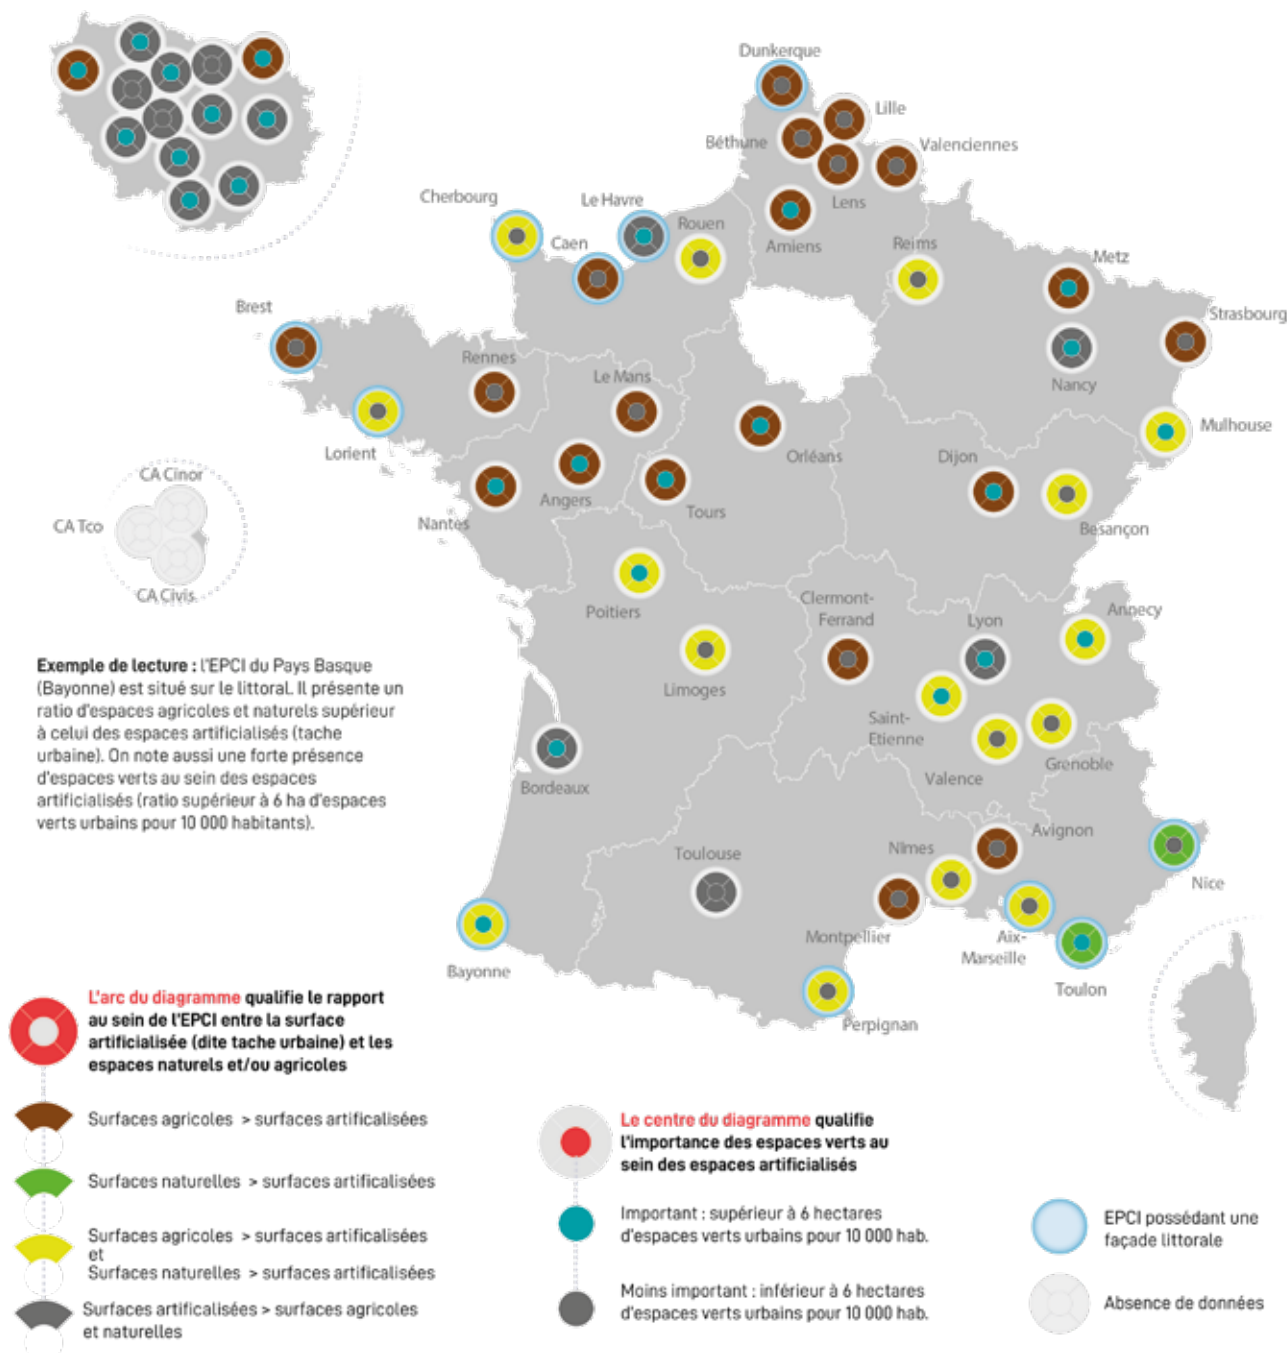 Dunkerque
Lille
Béthune
Valenciennes
Lens
Cherbourg
Le Havre
Rouen
Caen
Amiens
Reims
Metz
Strasbourg
Brest
Rennes
Le Mans
Nancy
Mulhouse
Lorient
Orléans
Dijon
CA Cinor
Angers
Tours
Nantes
Besançon
CA Tco
CA Civis
Poitiers
Clermont-
Ferrand
Lyon
Annecy
Limoges
Saint-
Etienne
Valence
Grenoble
Bordeaux
Toulouse
Nîmes
Avignon
Nice
Montpellier
Aix-
Marseille
Bayonne
Toulon
Perpignan
Exemple de lecture : l'EPCI du Pays Basque
(Bayonne) est situé sur le littoral. Il présente un
ratio d'espaces agricoles et naturels supérieur
à celui des espaces artificialisés (tache
urbaine). On note aussi une forte présence
d'espaces verts au sein des espaces
artificialisés (ratio supérieur à 6 ha d'espaces
verts urbains pour 10 000 habitants).
L'arc du diagramme qualifie le rapport
au sein de l'EPCI entre la surface
artificialisée (dite tache urbaine) et les
espaces naturels et/ou agricoles
Surfaces agricoles > surfaces artificalisées
Surfaces naturelles > surfaces artificalisées
Surfaces agricoles > surfaces artificalisées
et
Surfaces naturelles > surfaces artificalisées
Surfaces artificalisées > surfaces agricoles
et naturelles
Le centre du diagramme qualifie
l'importance des espaces verts au
sein des espaces artificialisés
Important : supérieur à 6 hectares
d'espaces verts urbains pour 10 000 hab.
Moins important : inférieur à 6 hectares
d'espaces verts urbains pour 10 000 hab.
EPCI possédant une
façade littorale
Absence de données